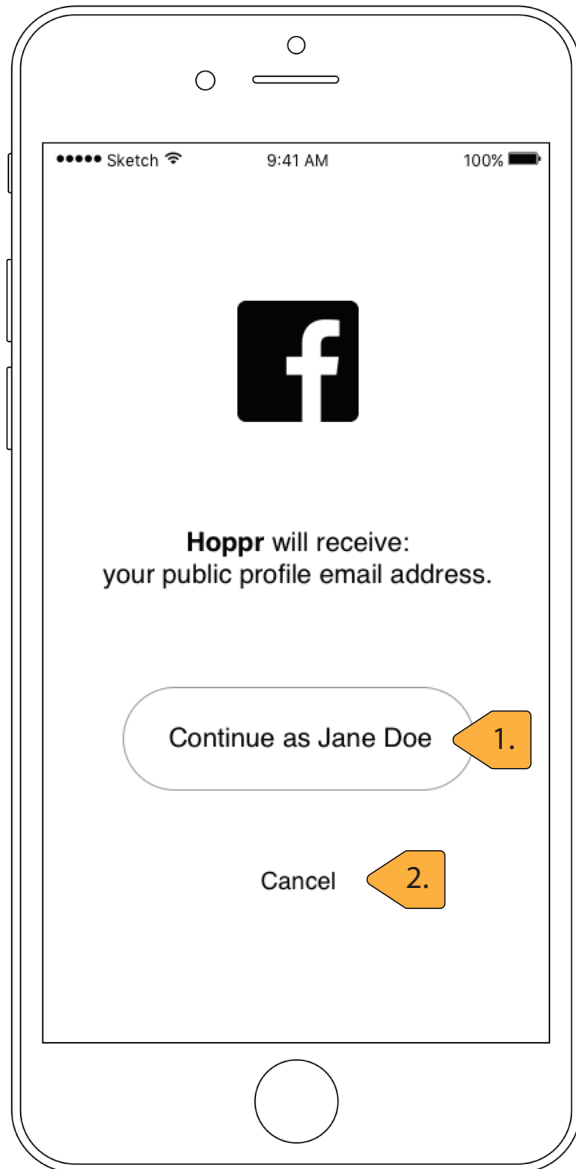 Sketch 9:41 AM 100%
f
Hoppr will receive:
your public profile email address.
Continue as Jane Doe 1.
Cancel 2.